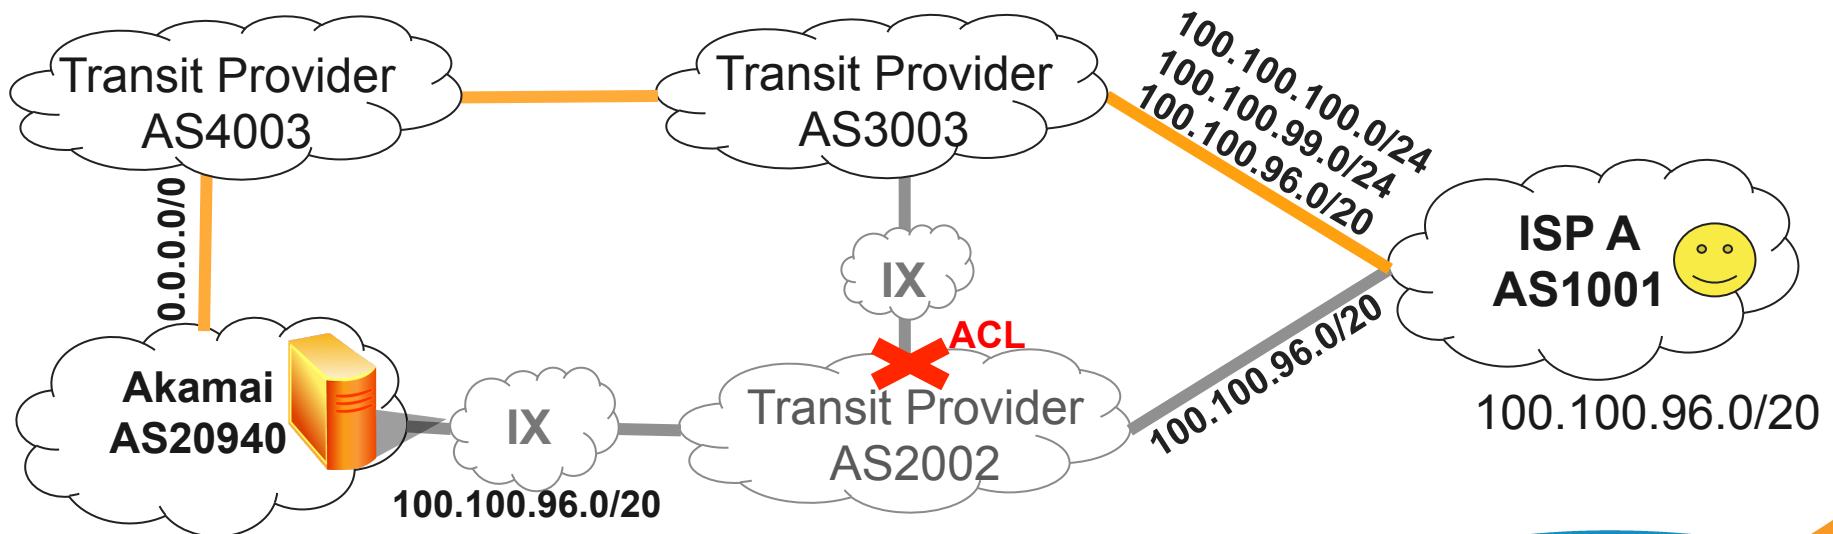 Transit Provider
AS4003
Transit Provider
AS3003
100.100.100.0/24
100.100.99.0/24
100.100.96.0/20
ISP A
AS1001
100.100.96.0/20
0.0.0.0/0
IX
ACL
Akamai
AS20940
IX
100.100.96.0/20
Transit Provider
AS2002
100.100.96.0/20